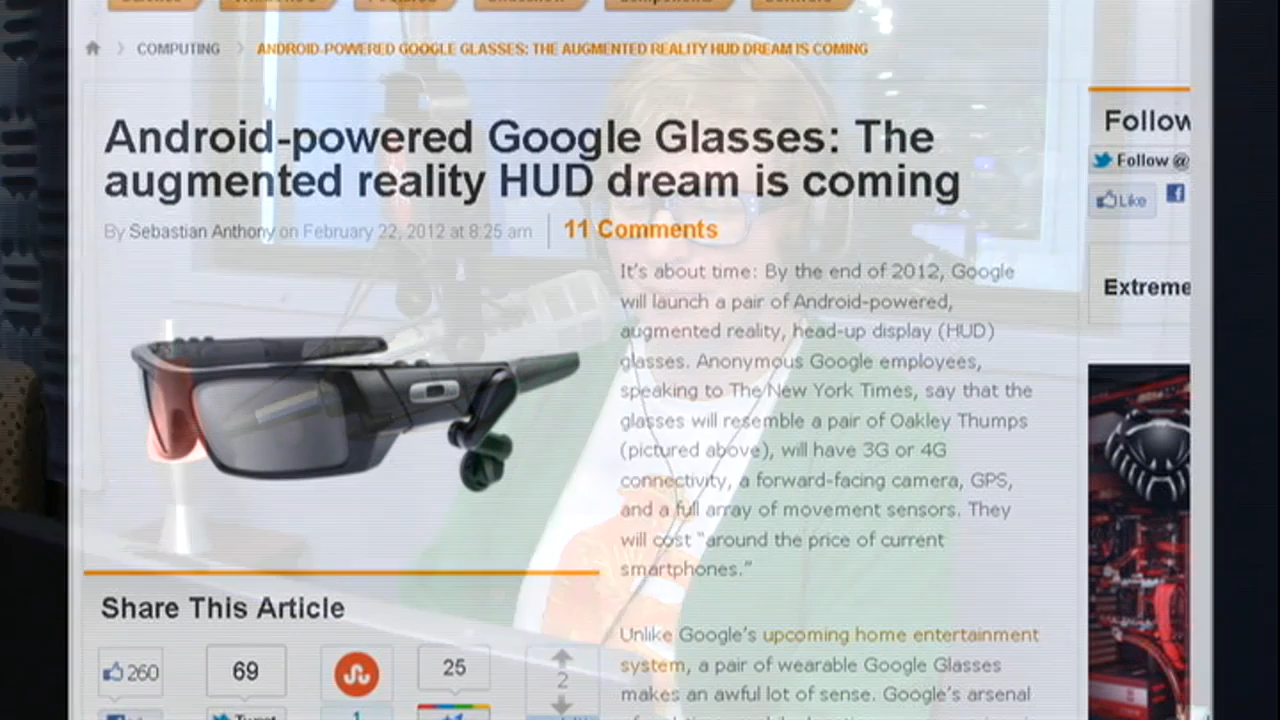 COMPUTING
ANDROID-POWERED GOOGLE GLASSES: THE AUGMENTED REALITY HUD DREAM IS COMING
Android-powered Google Glasses: The
augmented reality HUD dream is coming
By Sebastian Anthony on February 22, 2012 at 8:25 am
11 Comments
It's about time: By the end of 2012, Google
will launch a pair of Android-powered,
augmented reality, head-up display (HUD)
glasses. Anonymous Google employees,
speaking to The New York Times, say that the
glasses will resemble a pair of Oakley Thumps
(pictured above), will have 3G or 4G
connectivity, a forward-facing camera, GPS,
and a full array of movement sensors. They
will cost "around the price of current
smartphones."
Unlike Google's upcoming home entertainment
system, a pair of wearable Google Glasses
makes an awful lot of sense. Google's arsenal
Share This Article
260
69
25
2
Tweet
1
Follow
Follow @
Like
Extreme